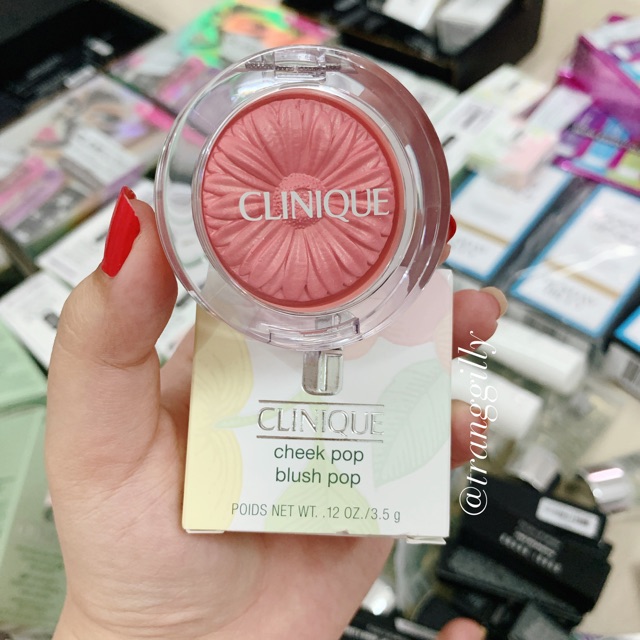 CLINIQUE
CLINIQUE
cheek pop
blush pop
POIDS NET WT. .12 OZ./3.5 g
@tranggilly